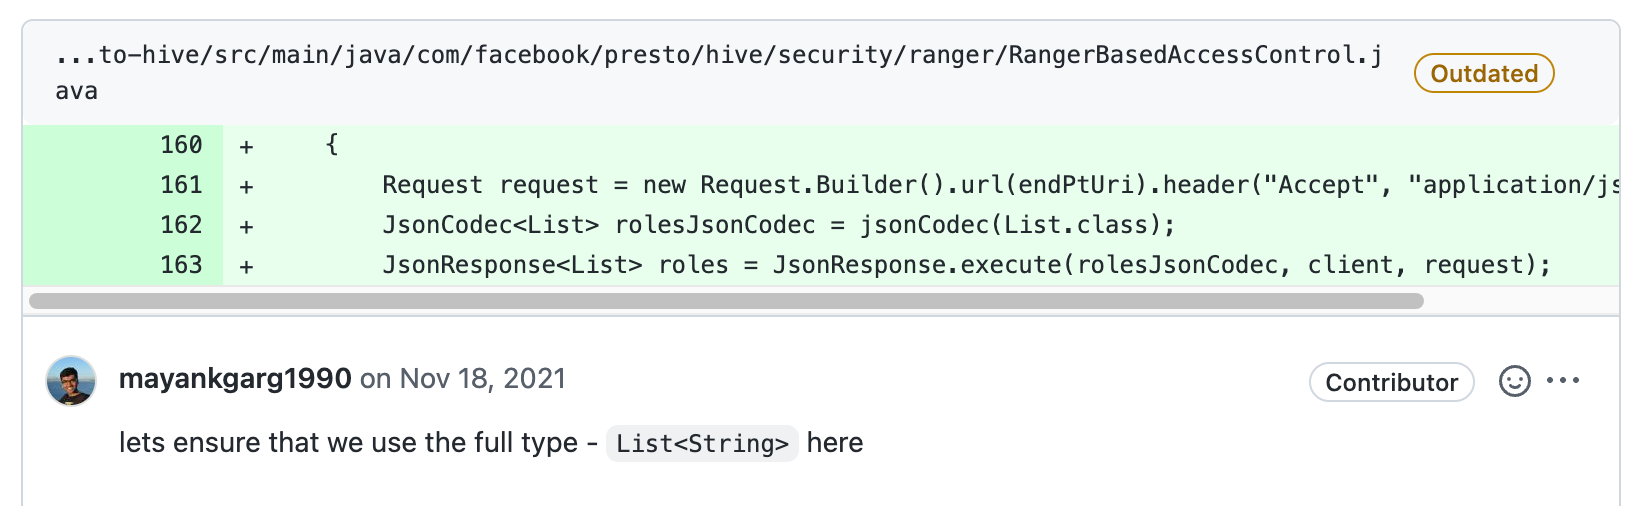 ...to-hive/src/main/java/com/facebook/presto/hive/security/ranger/RangerBasedAccessControl.j
ava
Outdated
160 + {
161 + Request request = new Request.Builder().url(endPtUri).header("Accept", "application/js
162 + JsonCodec<List> rolesJsonCodec = jsonCodec(List.class);
163 + JsonResponse<List> roles = JsonResponse.execute(rolesJsonCodec, client, request);
mayankgarg1990 on Nov 18, 2021
Contributor
lets ensure that we use the full type - List<String> here